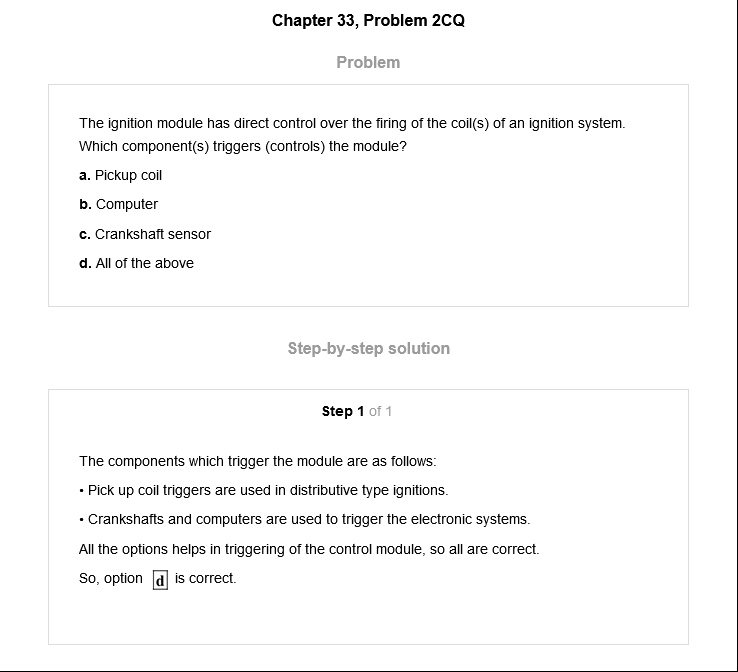 Chapter 33, Problem 2CQ
Problem
The ignition module has direct control over the firing of the coil(s) of an ignition system.
Which component(s) triggers (controls) the module?
a. Pickup coil
b. Computer
c. Crankshaft sensor
d. All of the above
Step-by-step solution
Step 1 of 1
The components which trigger the module are as follows:
• Pick up coil triggers are used in distributive type ignitions.
• Crankshafts and computers are used to trigger the electronic systems.
All the options helps in triggering of the control module, so all are correct.
So, option d is correct.